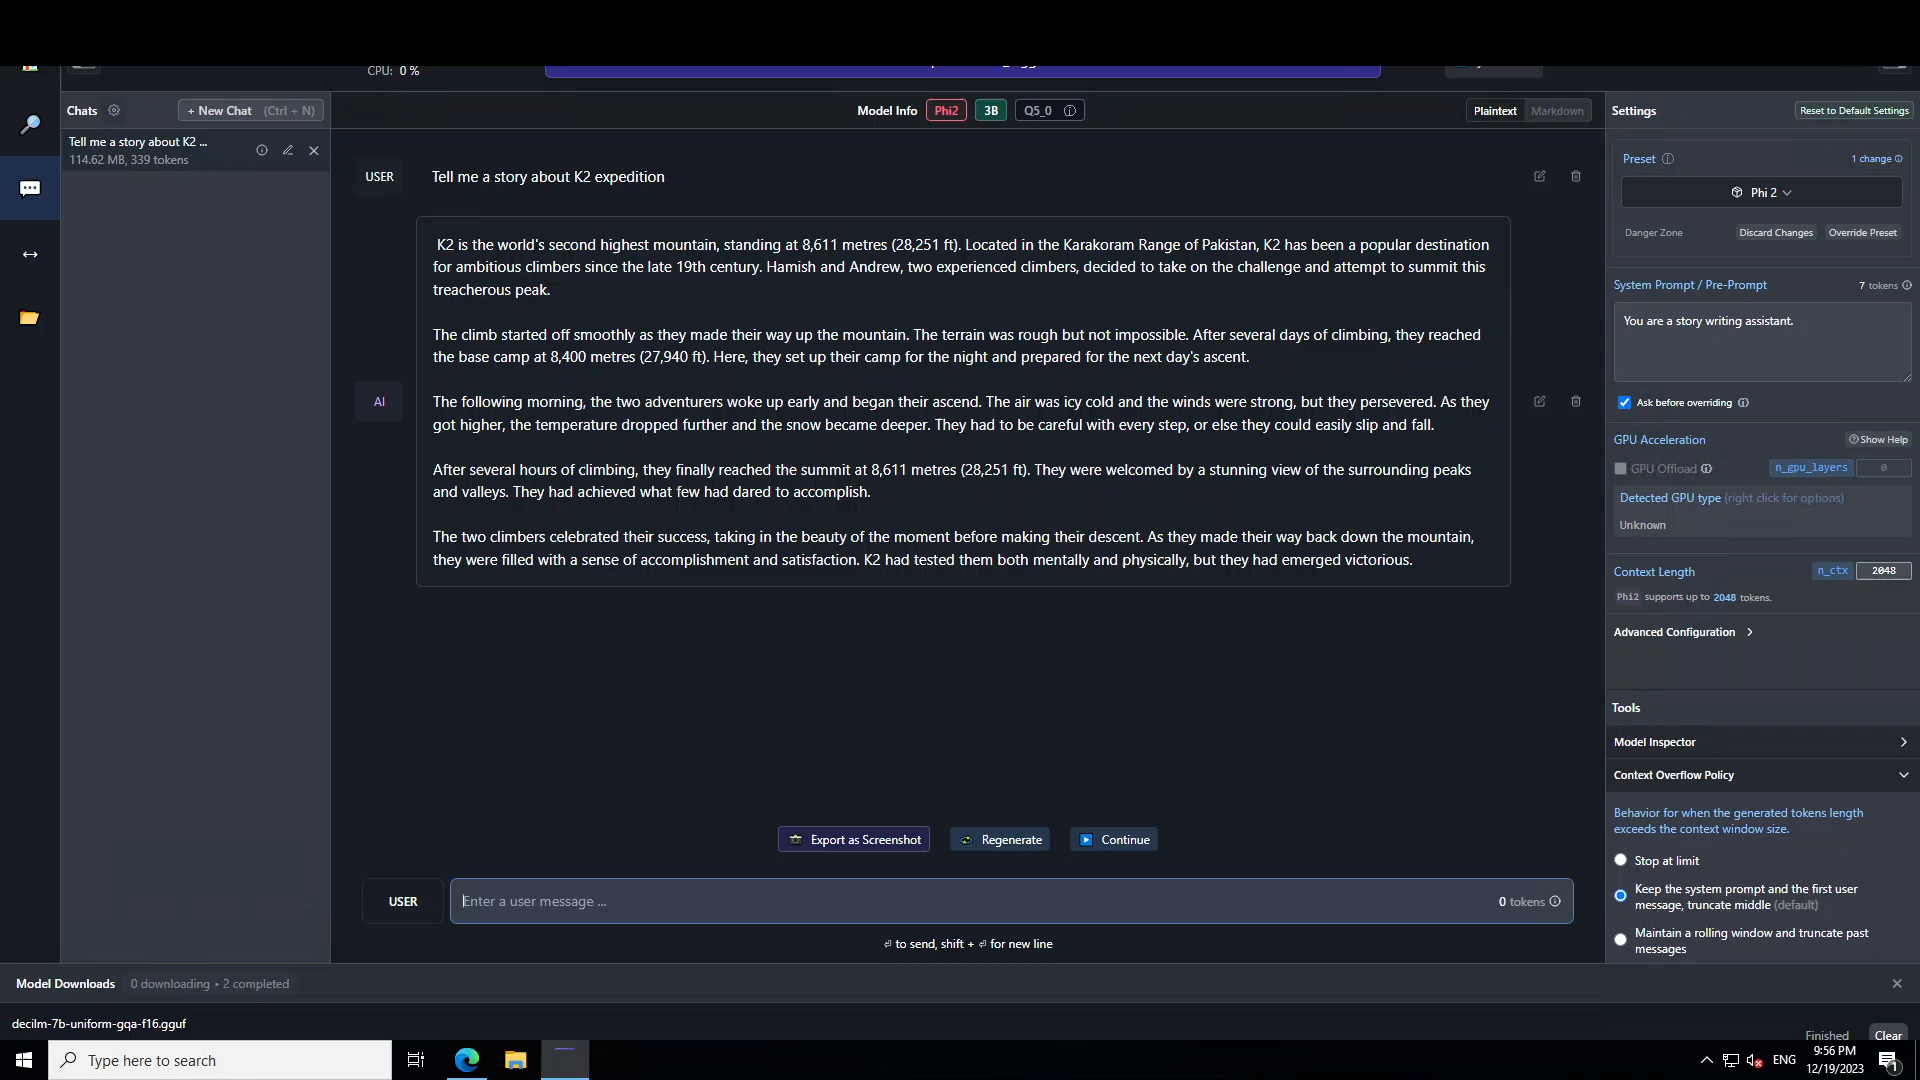 CPU: 0 %
Chats
+ New Chat (Ctrl + N)
Model Info Phi2 3B Q5_0
Plaintext Markdown
Settings
Reset to Default Settings
Tell me a story about K2 ...
114.62 MB, 339 tokens
USER
Tell me a story about K2 expedition
K2 is the world's second highest mountain, standing at 8,611 metres (28,251 ft). Located in the Karakoram Range of Pakistan, K2 has been a popular destination
for ambitious climbers since the late 19th century. Hamish and Andrew, two experienced climbers, decided to take on the challenge and attempt to summit this
treacherous peak.
The climb started off smoothly as they made their way up the mountain. The terrain was rough but not impossible. After several days of climbing, they reached
the base camp at 8,400 metres (27,940 ft). Here, they set up their camp for the night and prepared for the next day's ascent.
AI
The following morning, the two adventurers woke up early and began their ascend. The air was icy cold and the winds were strong, but they persevered. As they
got higher, the temperature dropped further and the snow became deeper. They had to be careful with every step, or else they could easily slip and fall.
After several hours of climbing, they finally reached the summit at 8,611 metres (28,251 ft). They were welcomed by a stunning view of the surrounding peaks
and valleys. They had achieved what few had dared to accomplish.
The two climbers celebrated their success, taking in the beauty of the moment before making their descent. As they made their way back down the mountain,
they were filled with a sense of accomplishment and satisfaction. K2 had tested them both mentally and physically, but they had emerged victorious.
Export as Screenshot
Regenerate
Continue
USER
Enter a user message ...
0 tokens
⏎ to send, shift + ⏎ for new line
Preset
1 change
Phi 2
Danger Zone
Discard Changes
Override Preset
System Prompt / Pre-Prompt
7 tokens
You are a story writing assistant.
Ask before overriding
GPU Acceleration
Show Help
GPU Offload
n_gpu_layers 0
Detected GPU type (right click for options)
Unknown
Context Length
n_ctx 2048
Phi2 supports up to 2048 tokens.
Advanced Configuration
Tools
Model Inspector
Context Overflow Policy
Behavior for when the generated tokens length
exceeds the context window size.
Stop at limit
Keep the system prompt and the first user
message, truncate middle (default)
Maintain a rolling window and truncate past
messages
Model Downloads 0 downloading • 2 completed
decilm-7b-uniform-gqa-f16.gguf
Finished
Clear
Type here to search
ENG
9:56 PM
12/19/2023
1